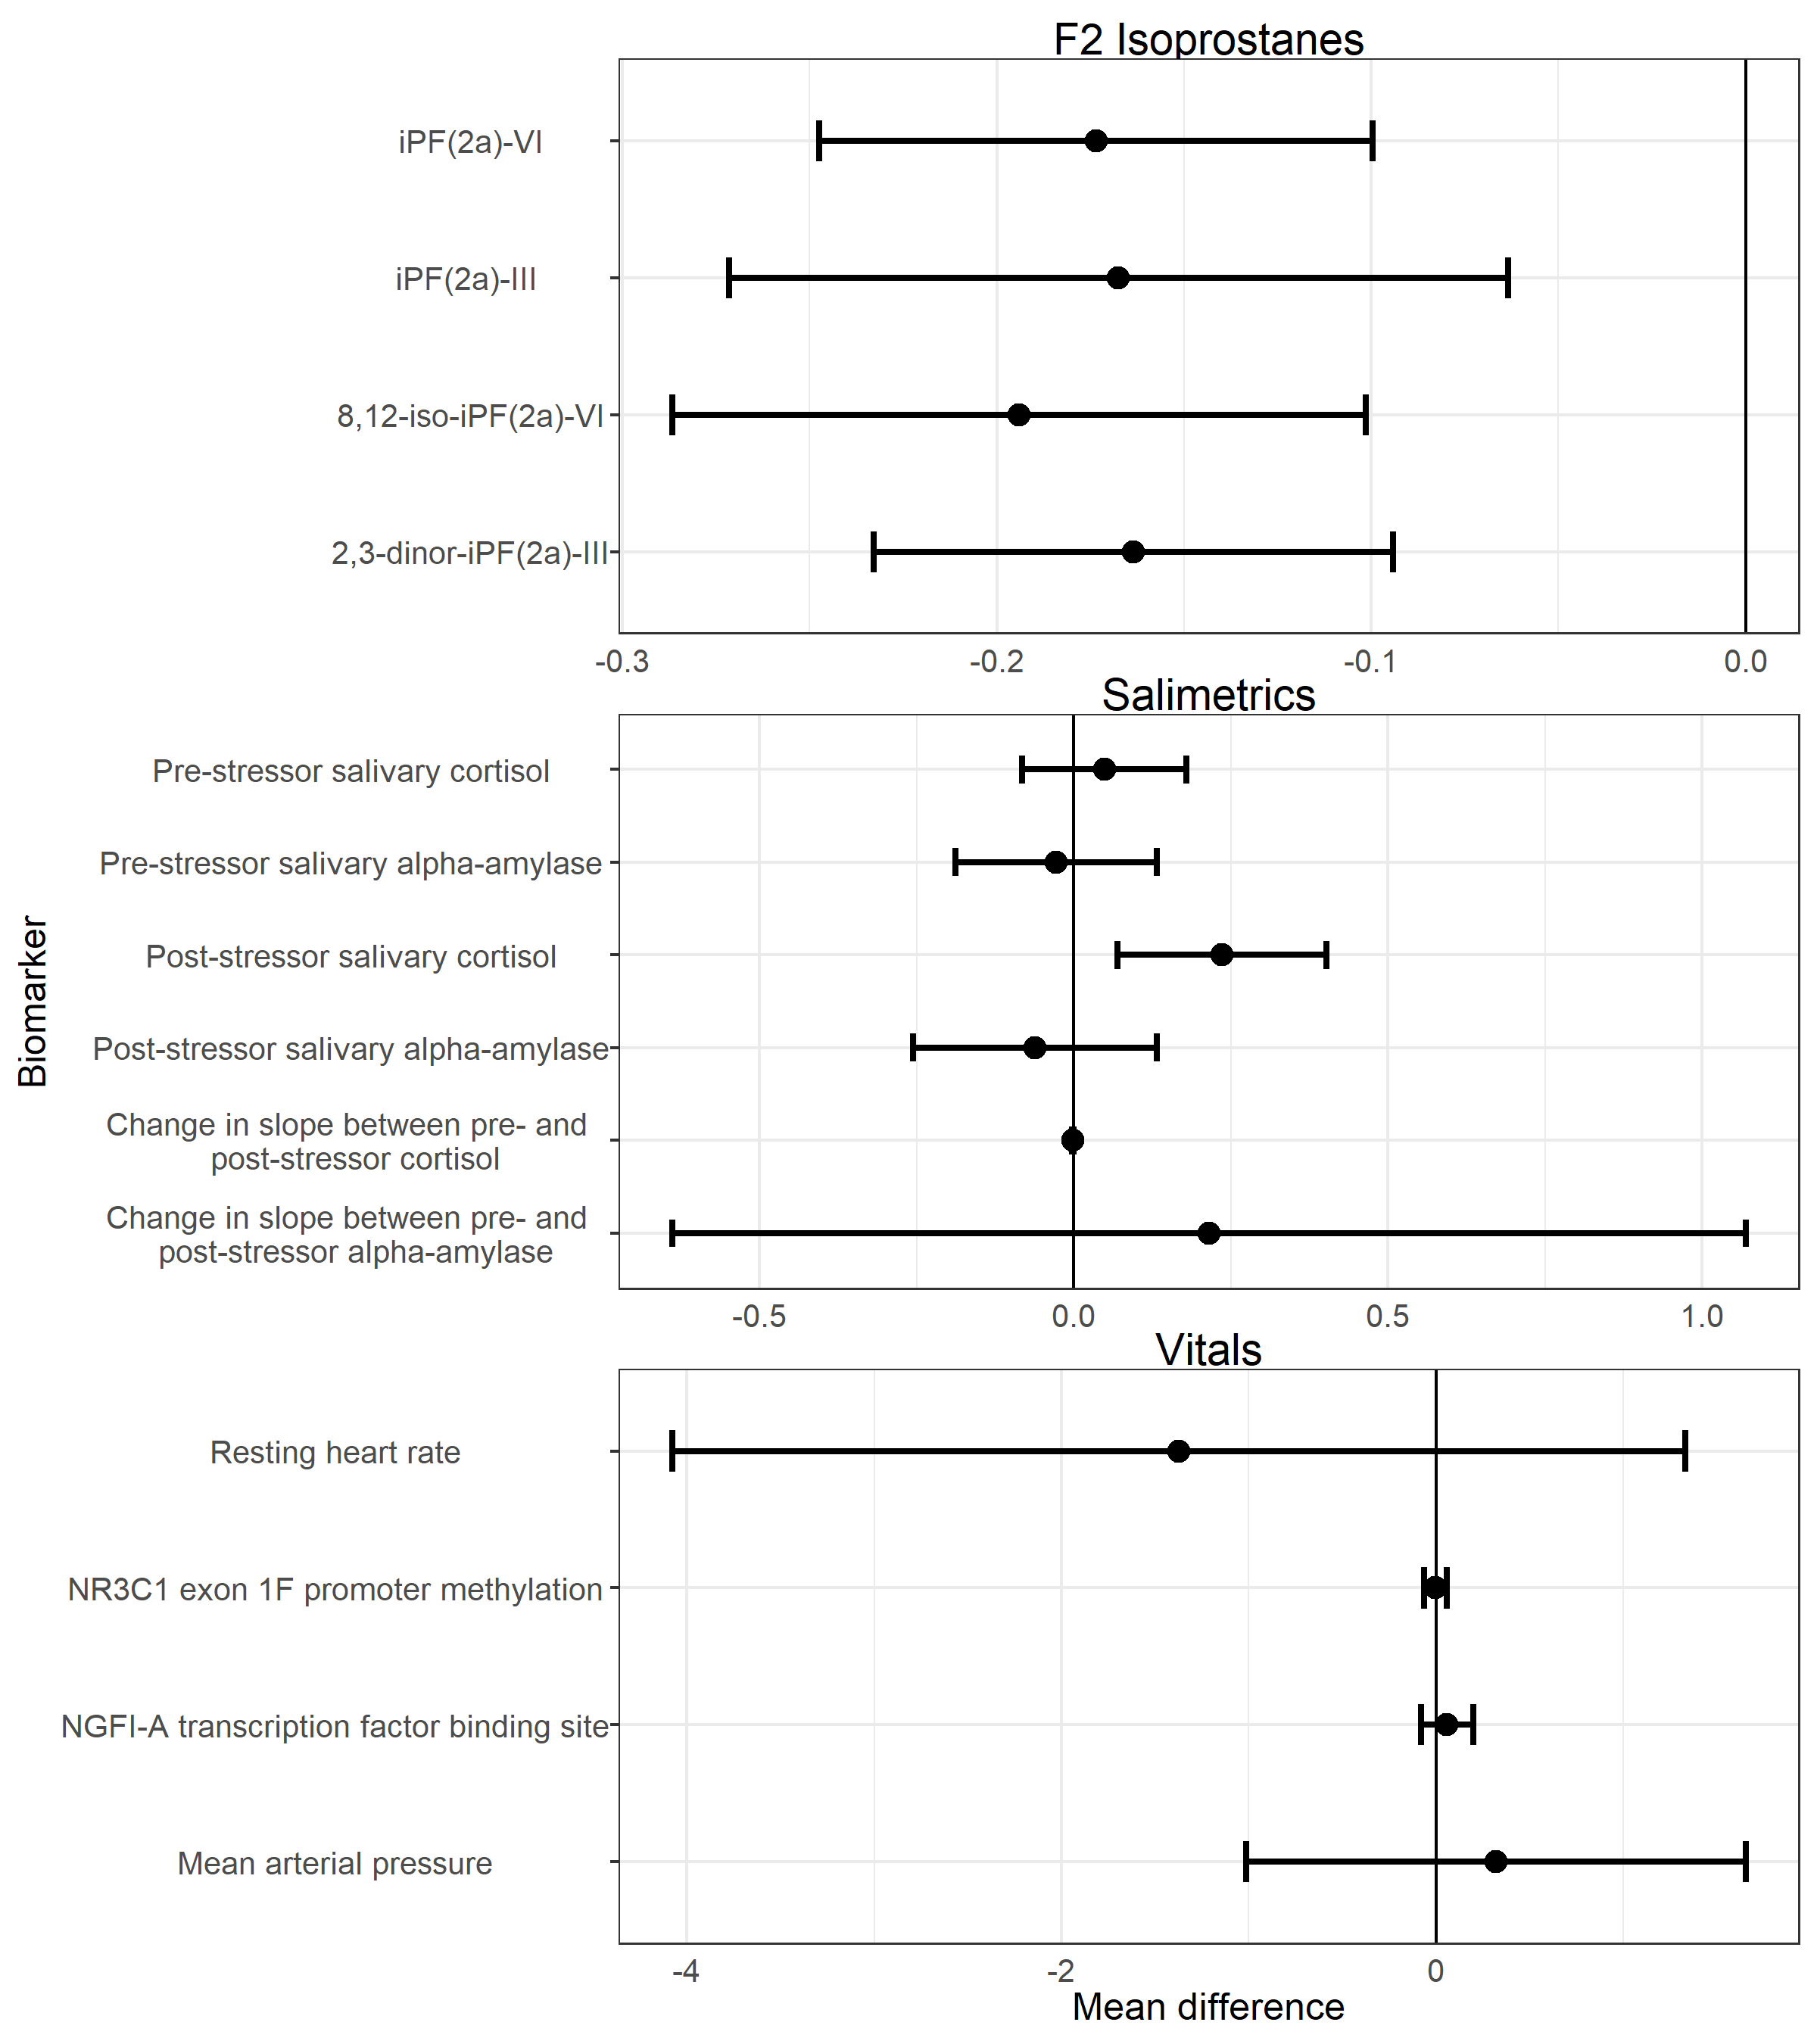 F2 Isoprostanes
iPF(2a)-VI
iPF(2a)-III
8,12-iso-iPF(2a)-VI
2,3-dinor-iPF(2a)-III
-0.3 -0.2 -0.1 0.0
Salimetrics
Biomarker
Pre-stressor salivary cortisol
Pre-stressor salivary alpha-amylase
Post-stressor salivary cortisol
Post-stressor salivary alpha-amylase
Change in slope between pre- and
post-stressor cortisol
Change in slope between pre- and
post-stressor alpha-amylase
-0.5 0.0 0.5 1.0
Vitals
Resting heart rate
NR3C1 exon 1F promoter methylation
NGFI-A transcription factor binding site
Mean arterial pressure
-4 -2 0
Mean difference